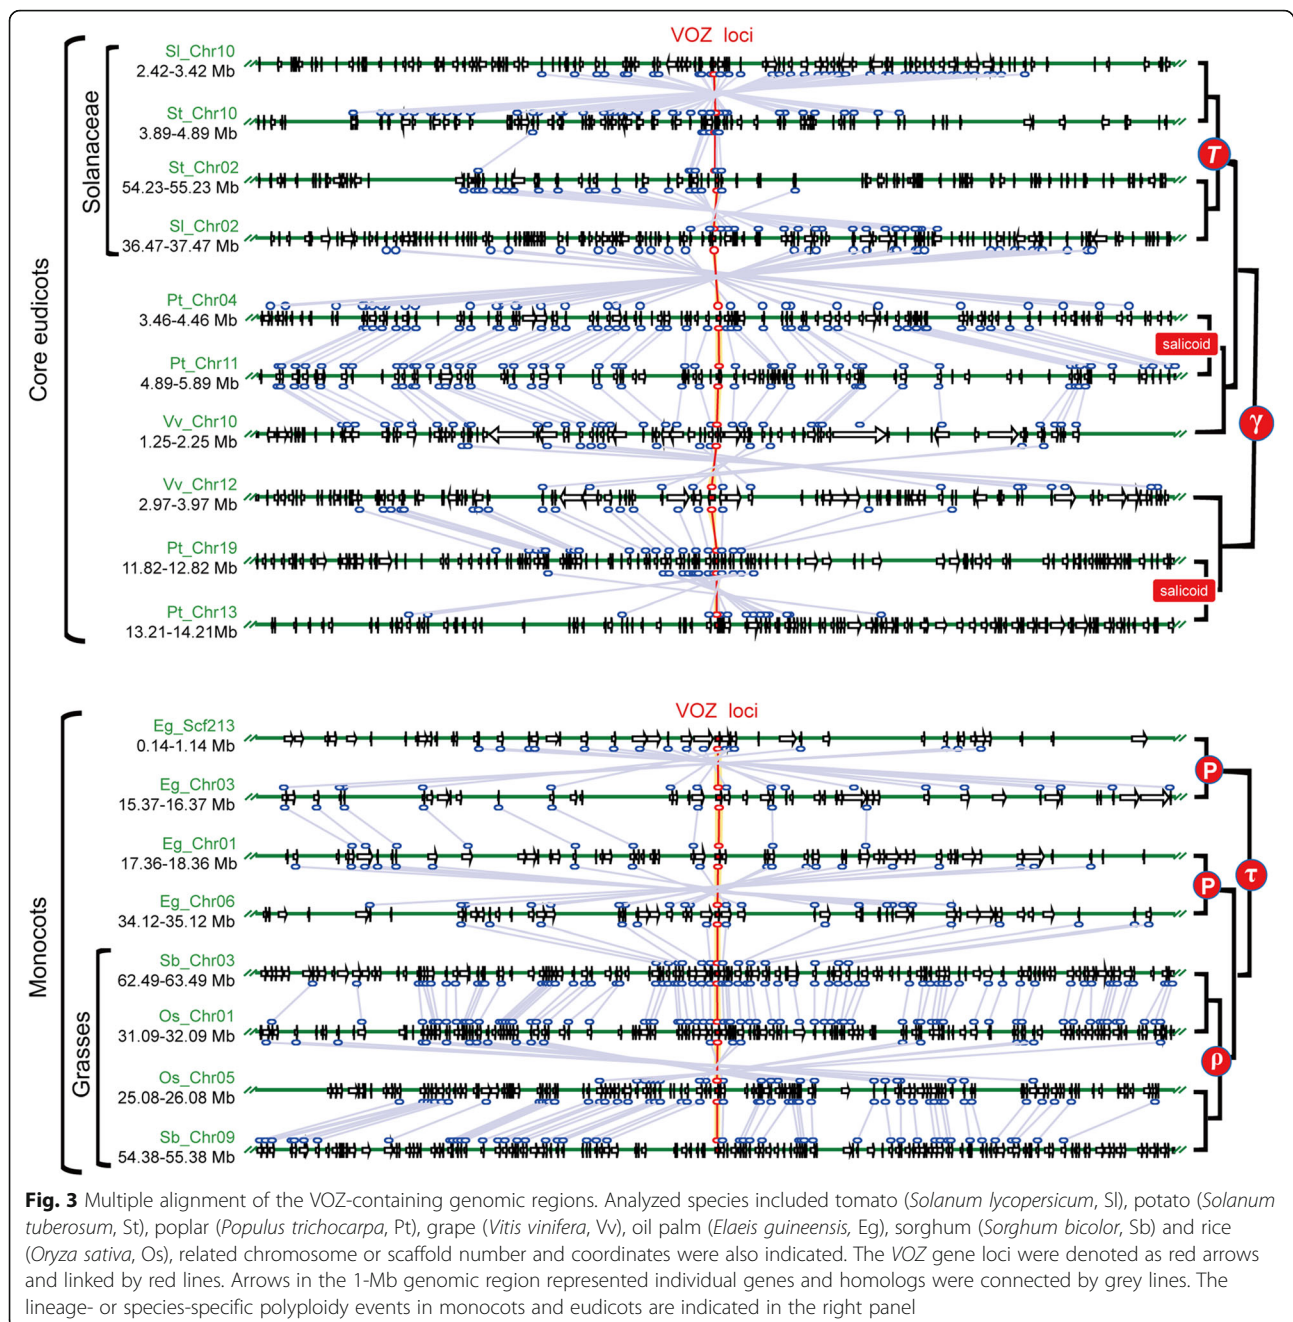 VOZ loci
Core eudicots
Solanaceae
Sl_Chr10
2.42-3.42 Mb
St_Chr10
3.89-4.89 Mb
St_Chr02
54.23-55.23 Mb
Sl_Chr02
36.47-37.47 Mb
Pt_Chr04
3.46-4.46 Mb
Pt_Chr11
4.89-5.89 Mb
Vv_Chr10
1.25-2.25 Mb
Vv_Chr12
2.97-3.97 Mb
Pt_Chr19
11.82-12.82 Mb
Pt_Chr13
13.21-14.21Mb
T
salicoid
γ
salicoid
VOZ loci
Monocots
Grasses
Eg_Scf213
0.14-1.14 Mb
Eg_Chr03
15.37-16.37 Mb
Eg_Chr01
17.36-18.36 Mb
Eg_Chr06
34.12-35.12 Mb
Sb_Chr03
62.49-63.49 Mb
Os_Chr01
31.09-32.09 Mb
Os_Chr05
25.08-26.08 Mb
Sb_Chr09
54.38-55.38 Mb
P
τ
P
ρ
Fig. 3 Multiple alignment of the VOZ-containing genomic regions. Analyzed species included tomato (Solanum lycopersicum, Sl), potato (Solanum
tuberosum, St), poplar (Populus trichocarpa, Pt), grape (Vitis vinifera, Vv), oil palm (Elaeis guineensis, Eg), sorghum (Sorghum bicolor, Sb) and rice
(Oryza sativa, Os), related chromosome or scaffold number and coordinates were also indicated. The VOZ gene loci were denoted as red arrows
and linked by red lines. Arrows in the 1-Mb genomic region represented individual genes and homologs were connected by grey lines. The
lineage- or species-specific polyploidy events in monocots and eudicots are indicated in the right panel